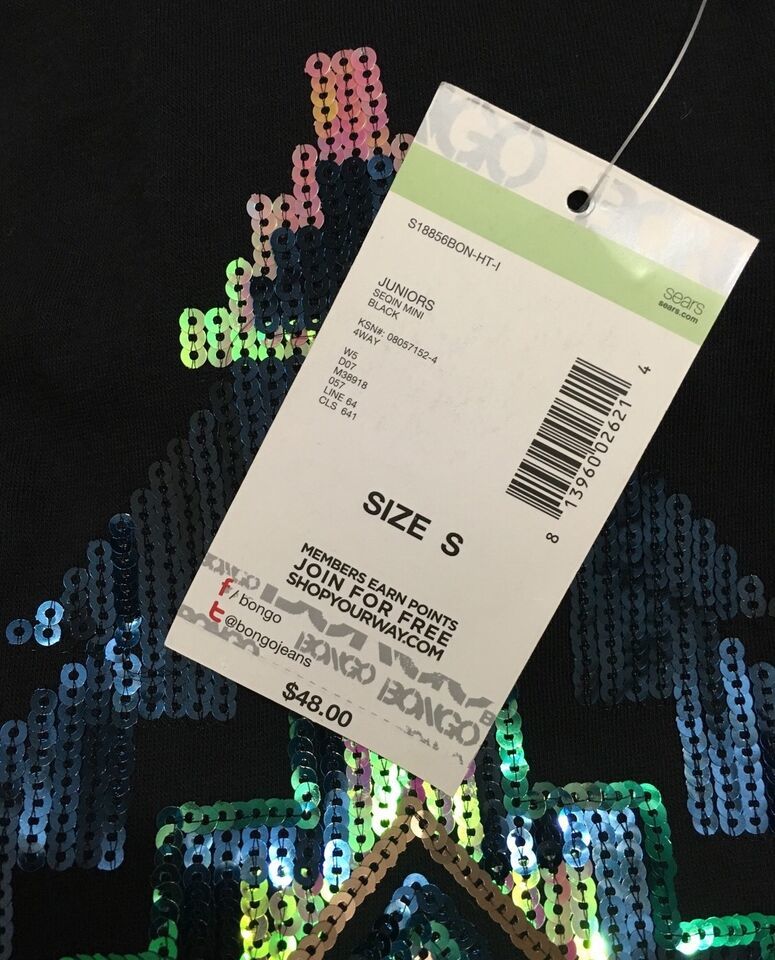 BONGO
S18856BON-HT-I
sears
sears.com
JUNIORS
SEQIN MINI
BLACK
KSN#: 08057152-4
4WAY
W5
D07
M38918
057
LINE 64
CLS 641
8 13960 02621 4
SIZE S
MEMBERS EARN POINTS
JOIN FOR FREE
SHOPYOURWAY.COM
f / bongo
t @bongojeans
BONGO BONGO
$48.00